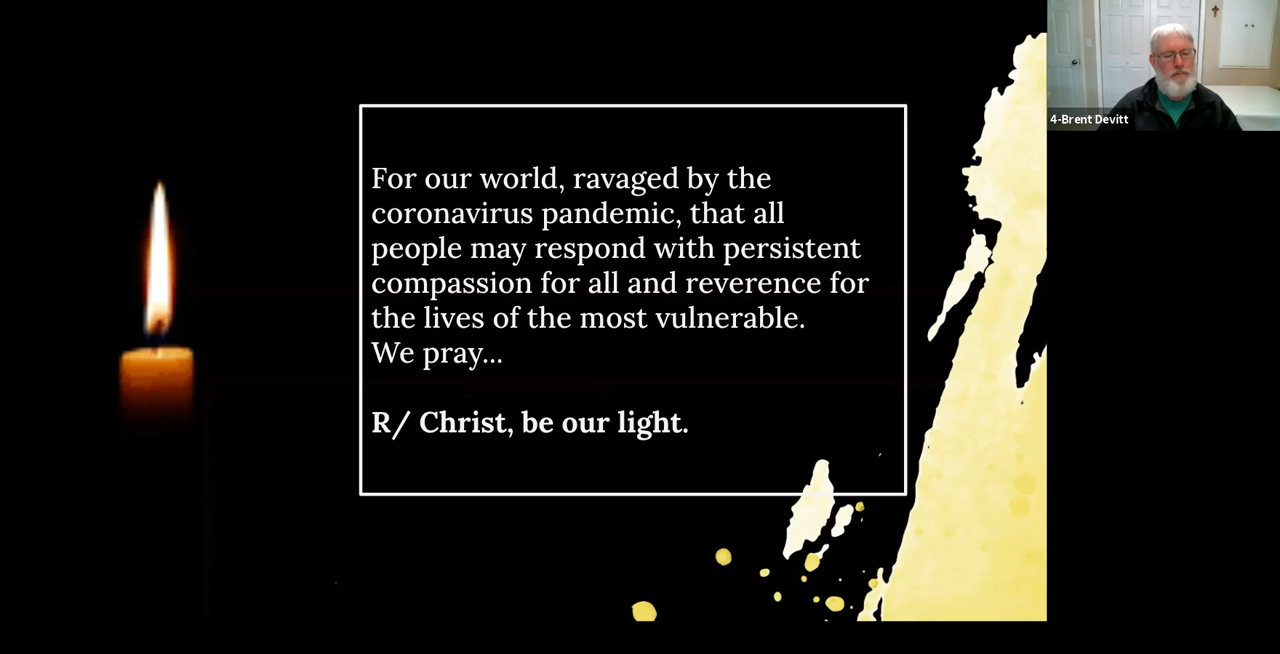 For our world, ravaged by the
coronavirus pandemic, that all
people may respond with persistent
compassion for all and reverence for
the lives of the most vulnerable.
We pray...
R/ Christ, be our light.
4-Brent Devitt